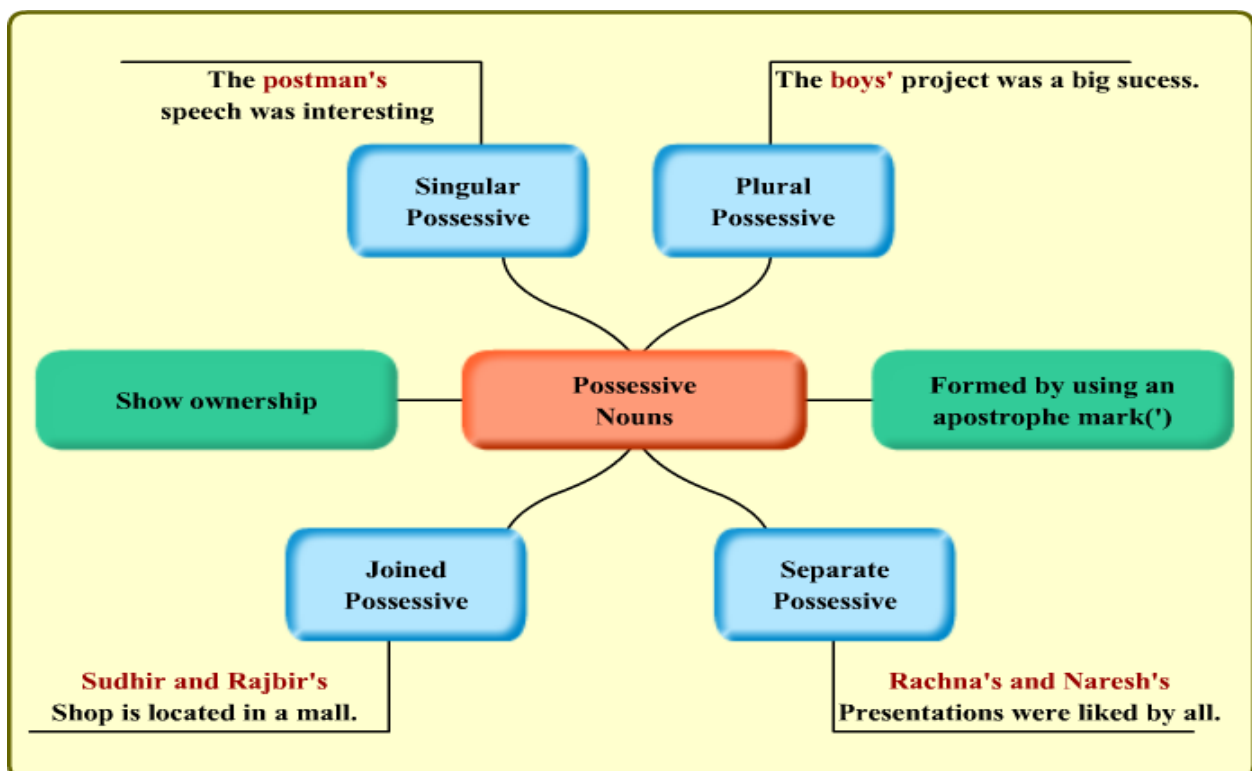 The postman's
speech was interesting
The boys' project was a big sucess.
Singular
Possessive
Plural
Possessive
Show ownership
Possessive
Nouns
Formed by using an
apostrophe mark(')
Joined
Possessive
Separate
Possessive
Sudhir and Rajbir's
Shop is located in a mall.
Rachna's and Naresh's
Presentations were liked by all.